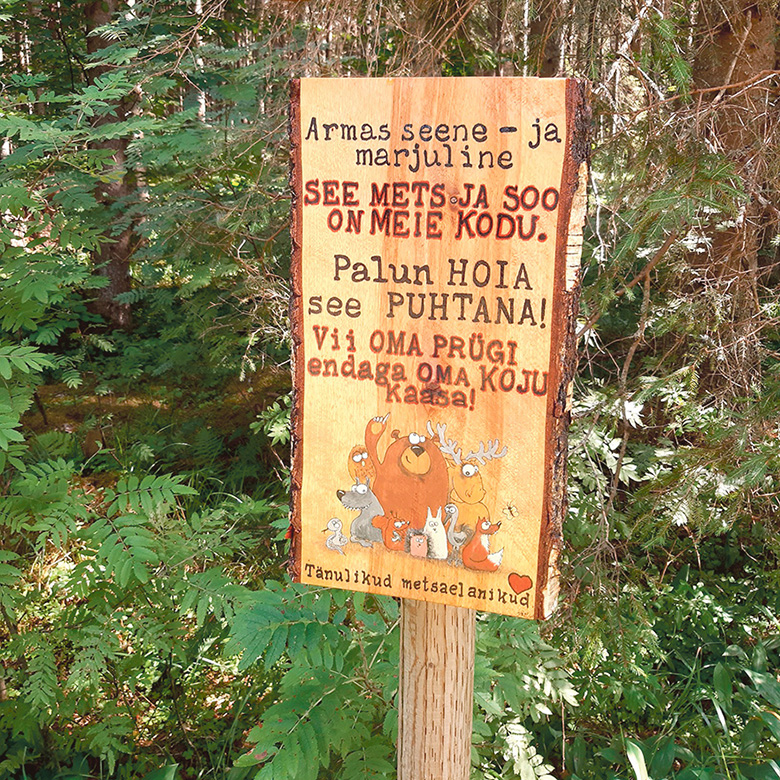 Armas seene - ja
marjuline
SEE METS JA SOO
ON MEIE KODU.
Palun HOIA
see PUHTANA!
Vii OMA PRÜGI
endaga OMA KOJU
kaasa!
Tänulikud metsaelanikud